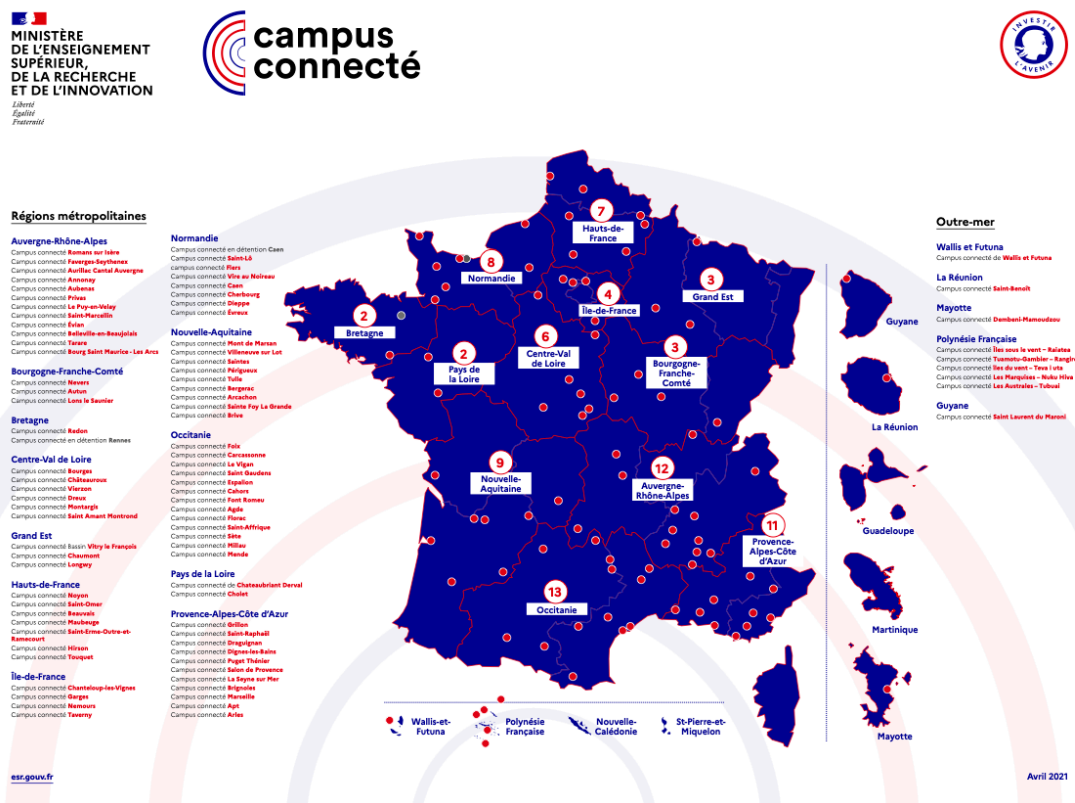 MINISTÈRE
DE L'ENSEIGNEMENT
SUPÉRIEUR,
DE LA RECHERCHE
ET DE L'INNOVATION
Liberté
Égalité
Fraternité
campus
connecté
INVESTIR
L'AVENIR
Régions métropolitaines
Auvergne-Rhône-Alpes
Campus connecté Romans sur Isère
Campus connecté Faverges-Seythenex
Campus connecté Aurillac Cantal Auvergne
Campus connecté Annonay
Campus connecté Aubenas
Campus connecté Privas
Campus connecté Le Puy-en-Velay
Campus connecté Saint-Marcellin
Campus connecté Évian
Campus connecté Belleville-en-Beaujolais
Campus connecté Tarare
Campus connecté Bourg Saint Maurice - Les Arcs
Bourgogne-Franche-Comté
Campus connecté Nevers
Campus connecté Autun
Campus connecté Lons le Saunier
Bretagne
Campus connecté Redon
Campus connecté en détention Rennes
Centre-Val de Loire
Campus connecté Bourges
Campus connecté Châteauroux
Campus connecté Vierzon
Campus connecté Dreux
Campus connecté Montargis
Campus connecté Saint Amant Montrond
Grand Est
Campus connecté Bassin Vitry le François
Campus connecté Chaumont
Campus connecté Longwy
Hauts-de-France
Campus connecté Noyon
Campus connecté Saint-Omer
Campus connecté Beauvais
Campus connecté Maubeuge
Campus connecté Saint-Erme-Outre-et-
Ramecourt
Campus connecté Hirson
Campus connecté Touquet
Île-de-France
Campus connecté Chanteloup-les-Vignes
Campus connecté Garges
Campus connecté Nemours
Campus connecté Taverny
Normandie
Campus connecté en détention Caen
Campus connecté Saint-Lô
campus connecté Flers
Campus connecté Vire au Noireau
Campus connecté Caen
Campus connecté Cherbourg
Campus connecté Dieppe
Campus connecté Évreux
Nouvelle-Aquitaine
Campus connecté Mont de Marsan
Campus connecté Villeneuve sur Lot
Campus connecté Saintes
Campus connecté Périgueux
Campus connecté Tulle
Campus connecté Bergerac
Campus connecté Arcachon
Campus connecté Sainte Foy La Grande
Campus connecté Brive
Occitanie
Campus connecté Foix
Campus connecté Carcassonne
Campus connecté Le Vigan
Campus connecté Saint Gaudens
Campus connecté Espalion
Campus connecté Cahors
Campus connecté Font Romeu
Campus connecté Agde
Campus connecté Florac
Campus connecté Saint-Affrique
Campus connecté Sète
Campus connecté Millau
Campus connecté Mende
Pays de la Loire
Campus connecté de Chateaubriant Derval
Campus connecté Cholet
Provence-Alpes-Côte d'Azur
Campus connecté Grillon
Campus connecté Saint-Raphaël
Campus connecté Draguignan
Campus connecté Dignes-les-Bains
Campus connecté Puget Thénier
Campus connecté Salon de Provence
Campus connecté La Seyne sur Mer
Campus connecté Brignoles
Campus connecté Marseille
Campus connecté Apt
Campus connecté Arles
7
Hauts-de-
France
8
Normandie
3
Grand Est
4
Île-de-France
2
Bretagne
2
Pays de
la Loire
6
Centre-Val
de Loire
3
Bourgogne-
Franche-
Comté
9
Nouvelle-
Aquitaine
12
Auvergne-
Rhône-Alpes
11
Provence-
Alpes-Côte
d'Azur
13
Occitanie
Wallis-et-
Futuna
Polynésie
Française
Nouvelle-
Calédonie
St-Pierre-et-
Miquelon
Guyane
La Réunion
Guadeloupe
Martinique
Mayotte
Outre-mer
Wallis et Futuna
Campus connecté de Wallis et Futuna
La Réunion
Campus connecté Saint-Benoît
Mayotte
Campus connecté Dembeni-Mamoudzou
Polynésie Française
Campus connecté Îles sous le vent – Raiatea
Campus connecté Tuamotu-Gambier - Rangiro
Campus connecté Îles du vent – Teva i uta
Campus connecté Les Marquises - Nuku Hiva
Campus connecté Les Australes - Tubuai
Guyane
Campus connecté Saint Laurent du Maroni
esr.gouv.fr
Avril 2021